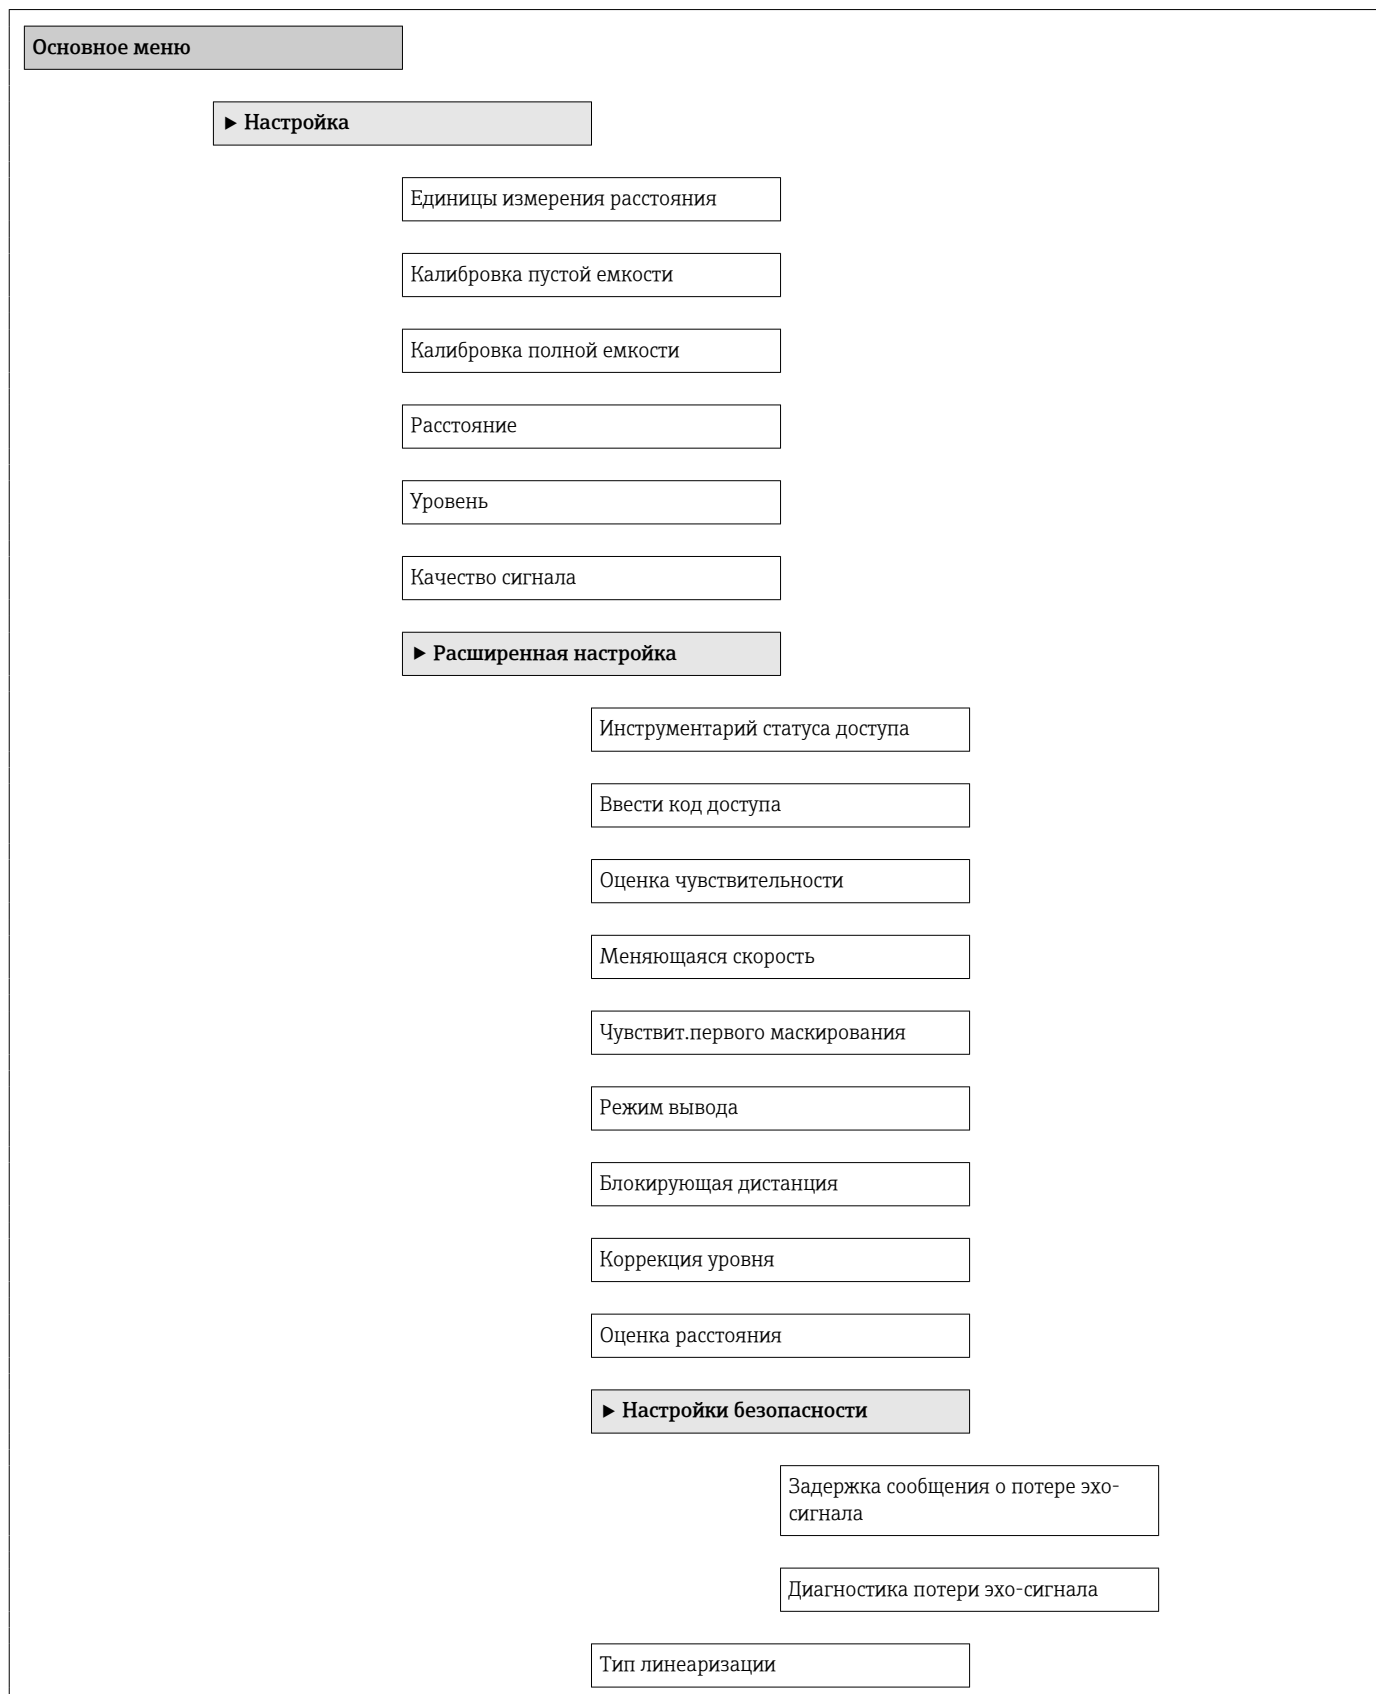 Основное меню
▶ Настройка
Единицы измерения расстояния
Калибровка пустой емкости
Калибровка полной емкости
Расстояние
Уровень
Качество сигнала
▶ Расширенная настройка
Инструментарий статуса доступа
Ввести код доступа
Оценка чувствительности
Меняющаяся скорость
Чувствит.первого маскирования
Режим вывода
Блокирующая дистанция
Коррекция уровня
Оценка расстояния
▶ Настройки безопасности
Задержка сообщения о потере эхо-
сигнала
Диагностика потери эхо-сигнала
Тип линеаризации